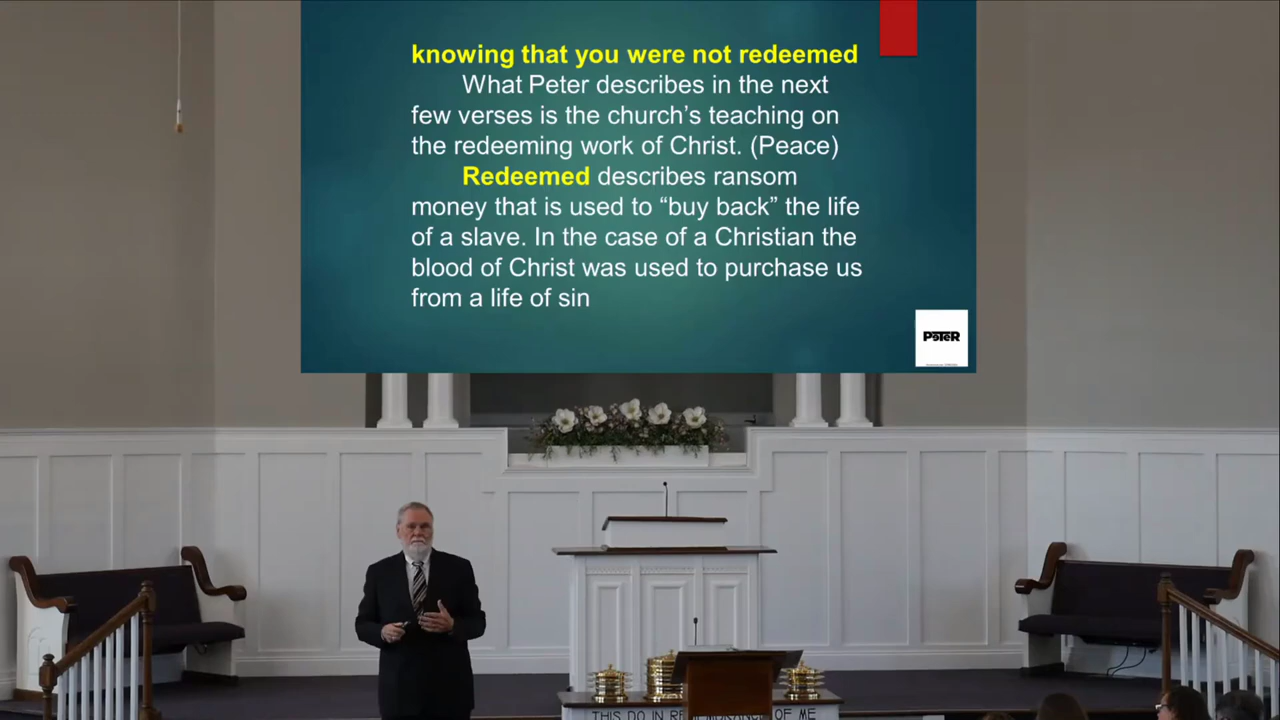 knowing that you were not redeemed
What Peter describes in the next
few verses is the church’s teaching on
the redeeming work of Christ. (Peace)
Redeemed describes ransom
money that is used to “buy back” the life
of a slave. In the case of a Christian the
blood of Christ was used to purchase us
from a life of sin
PETER
THIS DO IN OF ME